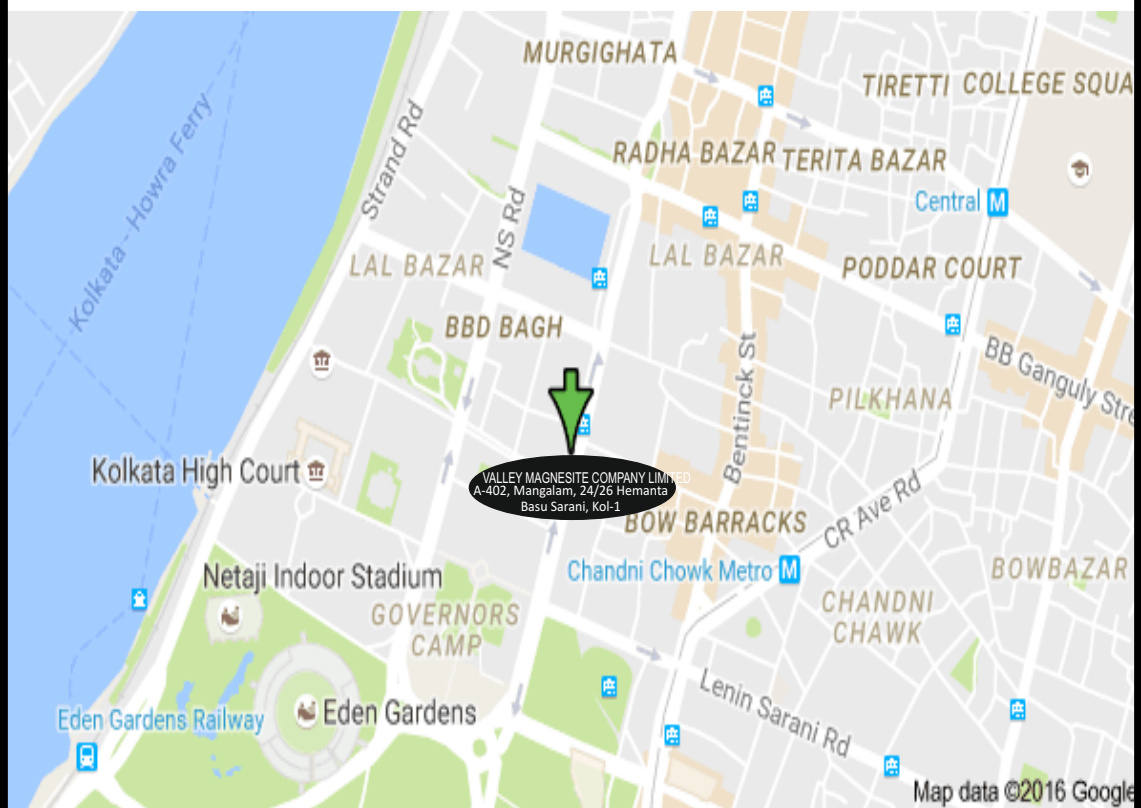 MURGIGHATA
TIRETTI
COLLEGE SQUA
Kolkata - Howra Ferry
Strand Rd
RADHA BAZAR
TERITA BAZAR
Central M
NS Rd
LAL BAZAR
LAL BAZAR
PODDAR COURT
BBD BAGH
BB Ganguly Stre
Bentinck St
PILKHANA
Kolkata High Court
VALLEY MAGNESITE COMPANY LIMITED
A-402, Mangalam, 24/26 Hemanta
Basu Sarani, Kol-1
BOW BARRACKS
CR Ave Rd
Chandni Chowk Metro M
BOWBAZAR
Netaji Indoor Stadium
GOVERNORS
CAMP
CHANDNI
CHAWK
Lenin Sarani Rd
Eden Gardens Railway
Eden Gardens
Map data ©2016 Google